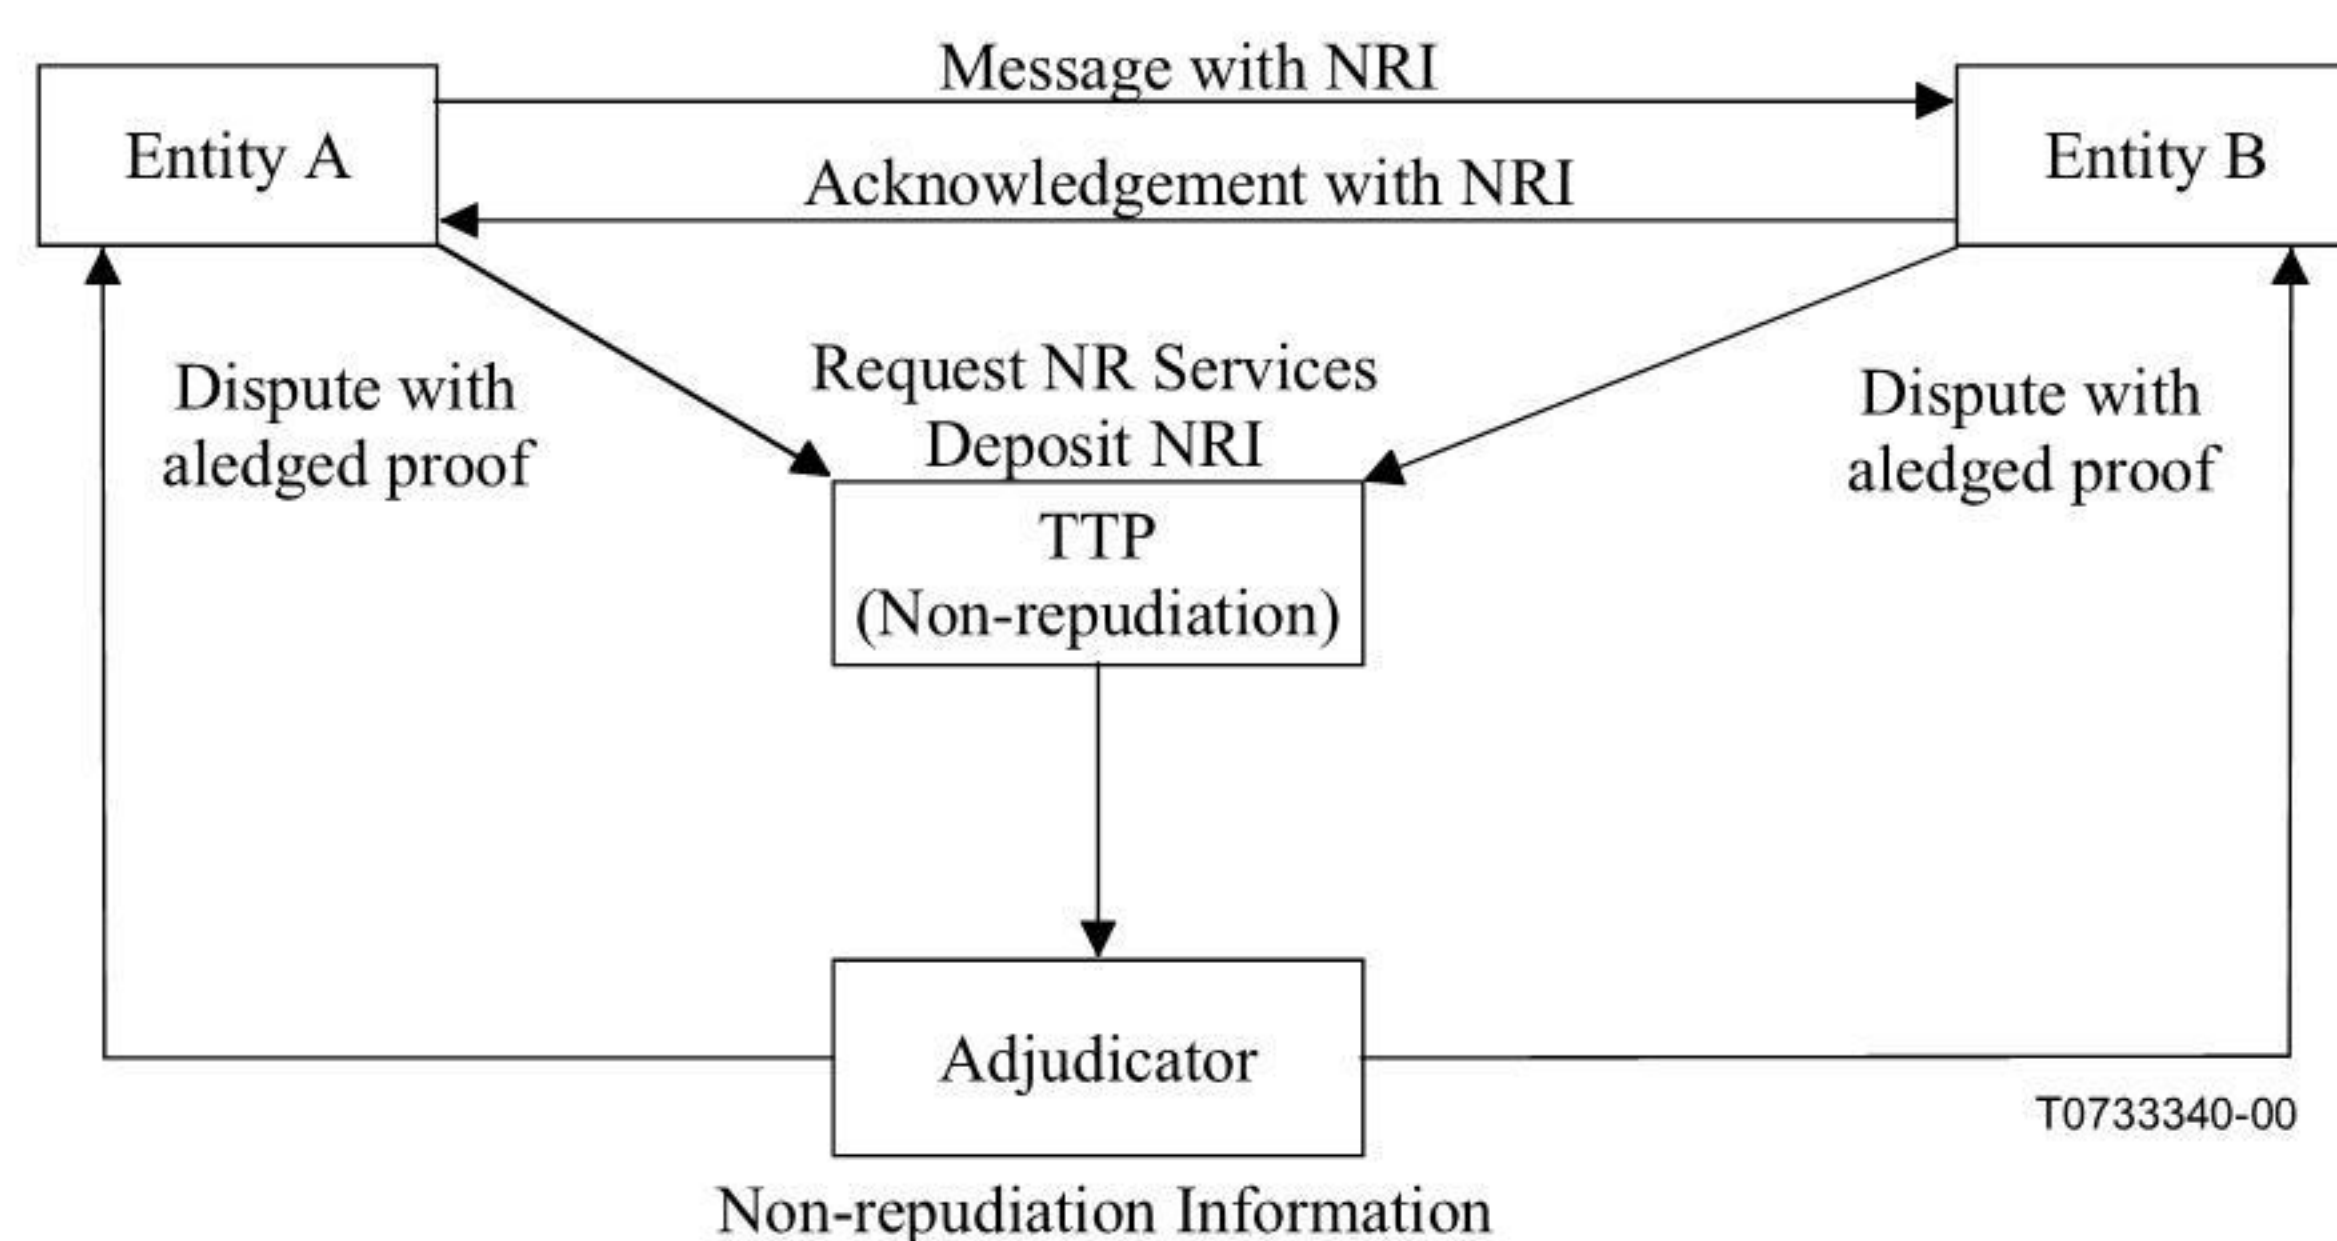 Message with NRI
Entity A
Entity B
Acknowledgement with NRI
Request NR Services
Deposit NRI
Dispute with
aledged proof
Dispute with
aledged proof
TTP
(Non-repudiation)
Adjudicator
T0733340-00
Non-repudiation Information